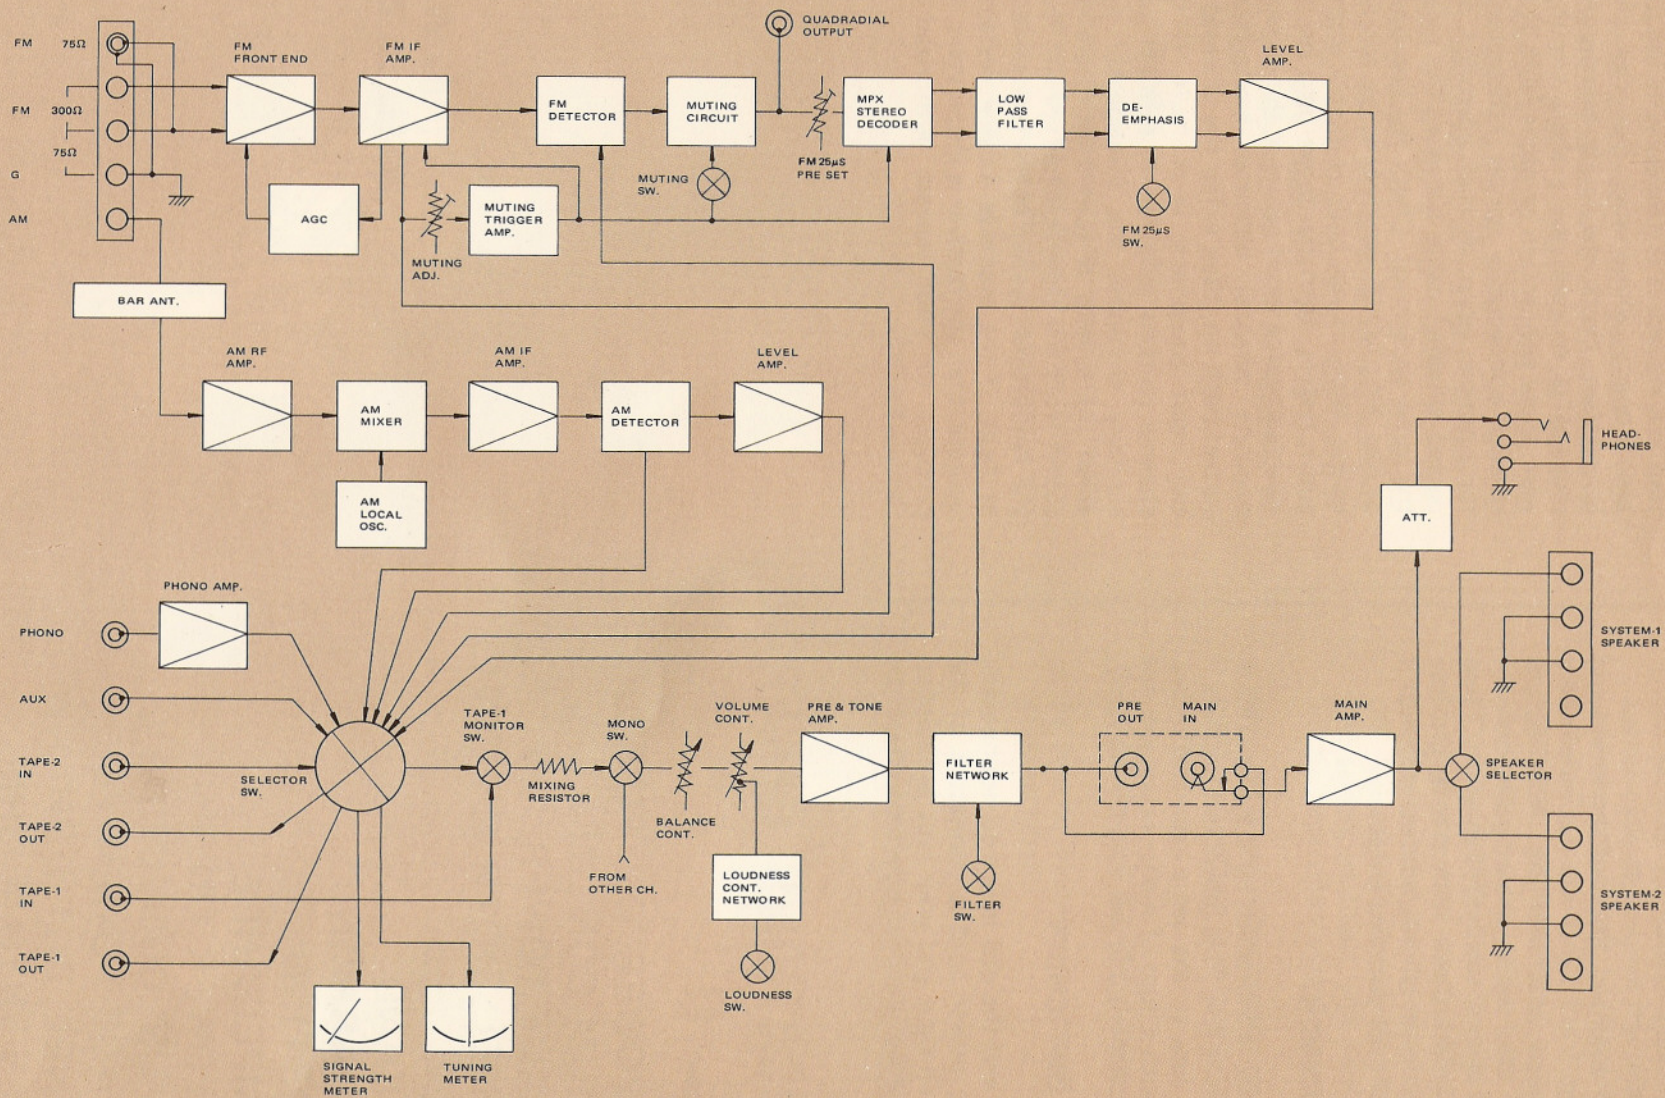 FM 75Ω
FM 300Ω
75Ω
G
AM
FM
FRONT END
FM IF
AMP.
FM
DETECTOR
MUTING
CIRCUIT
QUADRADIAL
OUTPUT
MPX
STEREO
DECODER
LOW
PASS
FILTER
DE-
EMPHASIS
LEVEL
AMP.
AGC
MUTING
ADJ.
MUTING
TRIGGER
AMP.
MUTING
SW.
FM 25µS
PRE SET
FM 25µS
SW.
BAR ANT.
AM RF
AMP.
AM
MIXER
AM IF
AMP.
AM
DETECTOR
LEVEL
AMP.
AM
LOCAL
OSC.
HEAD-
PHONES
ATT.
PHONO AMP.
PHONO
AUX
TAPE-2
IN
TAPE-2
OUT
TAPE-1
IN
TAPE-1
OUT
SELECTOR
SW.
TAPE-1
MONITOR
SW.
MIXING
RESISTOR
MONO
SW.
FROM
OTHER CH.
BALANCE
CONT.
VOLUME
CONT.
LOUDNESS
CONT.
NETWORK
LOUDNESS
SW.
PRE & TONE
AMP.
FILTER
NETWORK
FILTER
SW.
PRE
OUT
MAIN
IN
MAIN
AMP.
SPEAKER
SELECTOR
SYSTEM-1
SPEAKER
SYSTEM-2
SPEAKER
SIGNAL
STRENGTH
METER
TUNING
METER